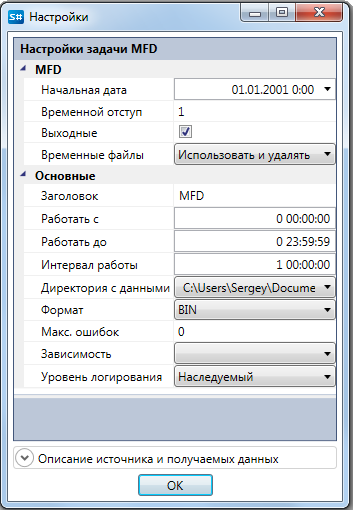 S# Настройки
Настройки задачи MFD
MFD
Начальная дата 01.01.2001 0:00
Временной отступ 1
Выходные
Временные файлы Использовать и удалять
Основные
Заголовок MFD
Работать с 0 00:00:00
Работать до 0 23:59:59
Интервал работы 1 00:00:00
Директория с данными C:\Users\Sergey\Docume
Формат BIN
Макс. ошибок 0
Зависимость
Уровень логирования Наследуемый
Описание источника и получаемых данных
OK